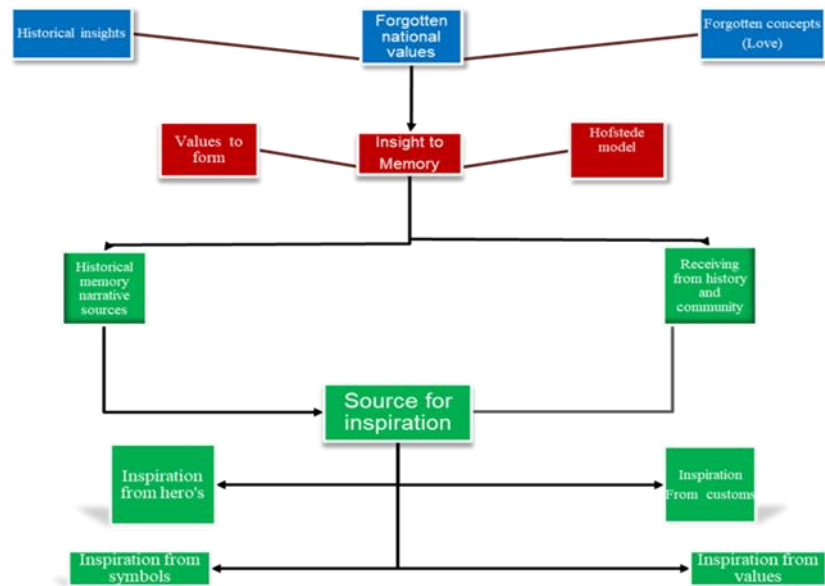 Historical insights
Forgotten
national
values
Forgotten concepts
(Love)
Values to
form
Insight to
Memory
Hofstede
model
Historical
memory
narrative
sources
Receiving
from history
and
community
Source for
inspiration
Inspiration
from hero's
Inspiration
From customs
Inspiration from
symbols
Inspiration from
values